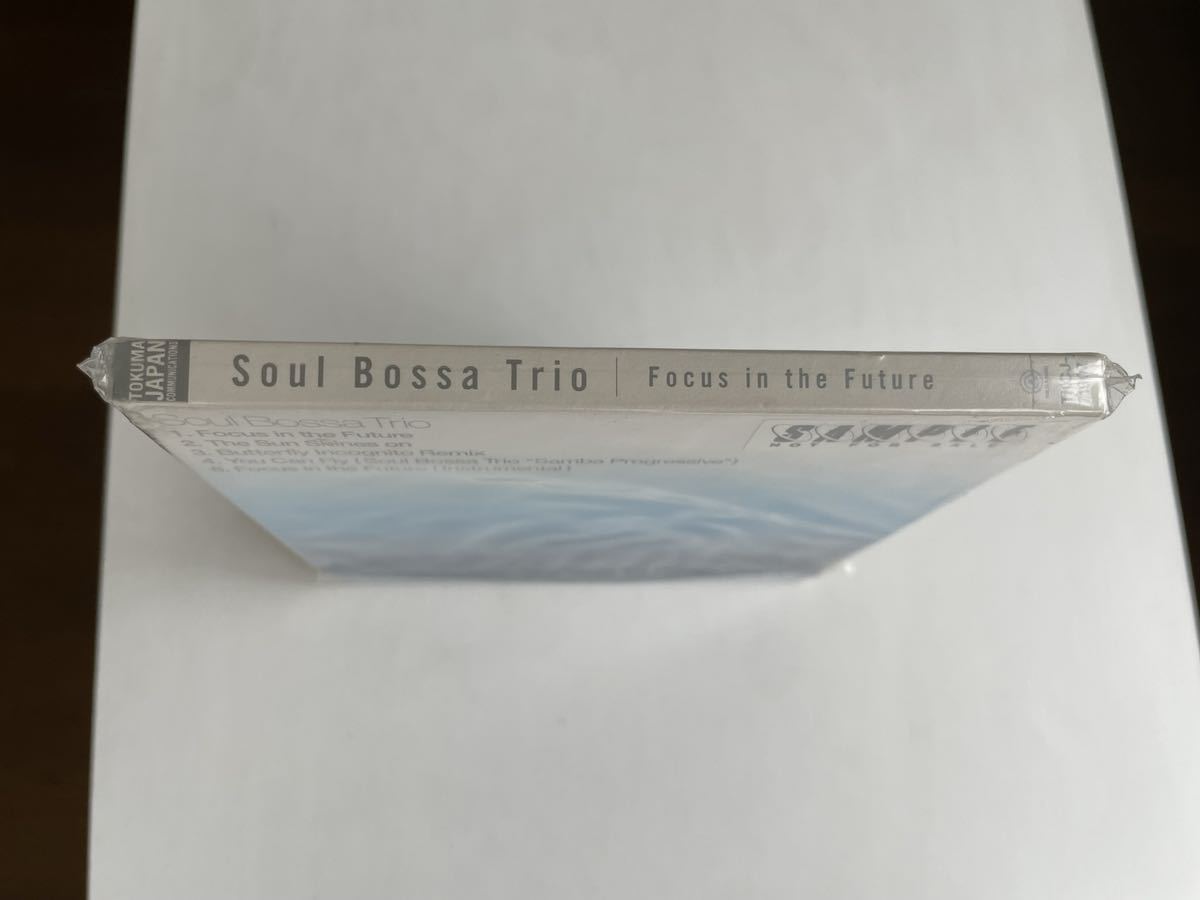 TOKUMA
JAPAN
COMMUNICATIONS
Soul Bossa Trio
Focus in the Future
Soul Bossa Trio
1. Focus in the Future
2. The Sun Shines on
3. Butterfly Incognito Remix
4. You Can Fly (Soul Bossa Trio "Samba Progressive")
5. Focus in the Future (Instrumental)
SAMPLE
NOT FOR SALE